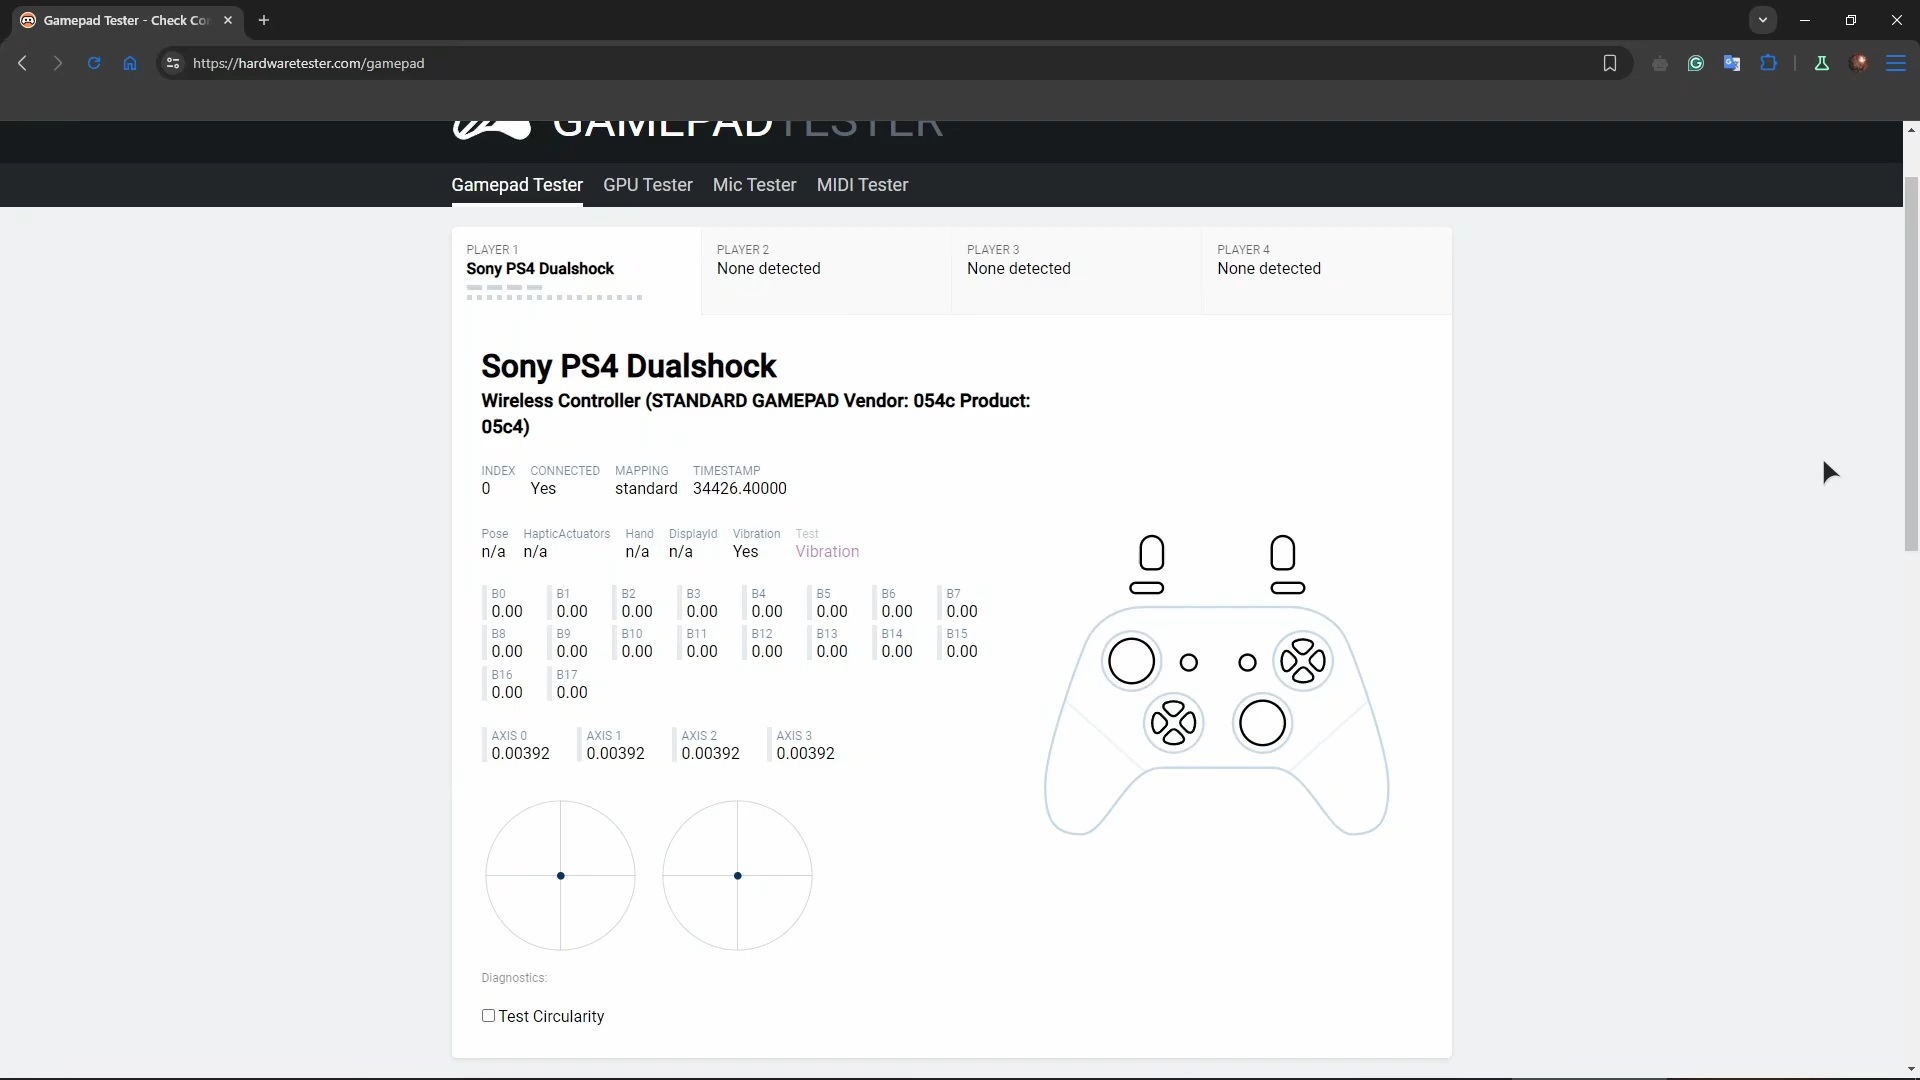 Gamepad Tester - Check Co
https://hardwaretester.com/gamepad
GAMEPADTESTER
Gamepad Tester GPU Tester Mic Tester MIDI Tester
PLAYER 1 PLAYER 2 PLAYER 3 PLAYER 4
Sony PS4 Dualshock None detected None detected None detected
Sony PS4 Dualshock
Wireless Controller (STANDARD GAMEPAD Vendor: 054c Product:
05c4)
INDEX CONNECTED MAPPING TIMESTAMP
0 Yes standard 34426.40000
Pose HapticActuators Hand DisplayId Vibration Test
n/a n/a n/a n/a Yes Vibration
B0 B1 B2 B3 B4 B5 B6 B7
0.00 0.00 0.00 0.00 0.00 0.00 0.00 0.00
B8 B9 B10 B11 B12 B13 B14 B15
0.00 0.00 0.00 0.00 0.00 0.00 0.00 0.00
B16 B17
0.00 0.00
AXIS 0 AXIS 1 AXIS 2 AXIS 3
0.00392 0.00392 0.00392 0.00392
Diagnostics:
Test Circularity